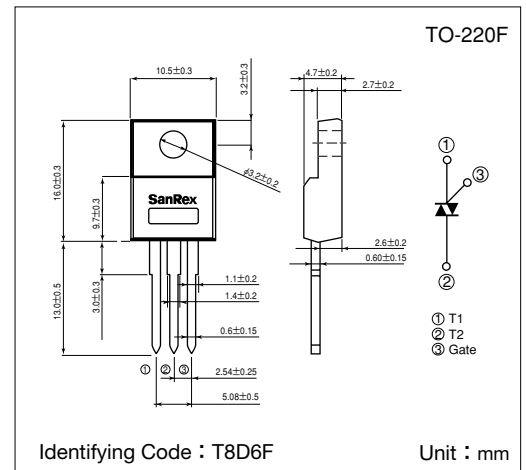 TO-220F
10.5±0.3
3.2±0.3
4.7±0.2
2.7±0.2
φ3.2±0.2
16.0±0.3
9.7±0.3
SanRex
13.0±0.5
3.0±0.3
1.1±0.2
1.4±0.2
0.6±0.15
2.54±0.25
5.08±0.5
① ② ③
2.6±0.2
0.60±0.15
①
③
②
① T1
② T2
③ Gate
Identifying Code：T8D6F
Unit：mm